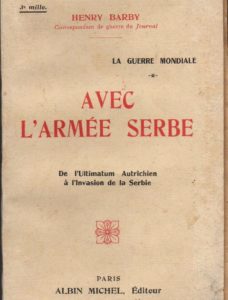 3e mille.
HENRY BARBY
Correspondant de guerre du Journal
LA GUERRE MONDIALE
AVEC
L'ARMÉE SERBE
De l'Ultimatum Autrichien
à l'Invasion de la Serbie
PARIS
ALBIN MICHEL, Éditeur